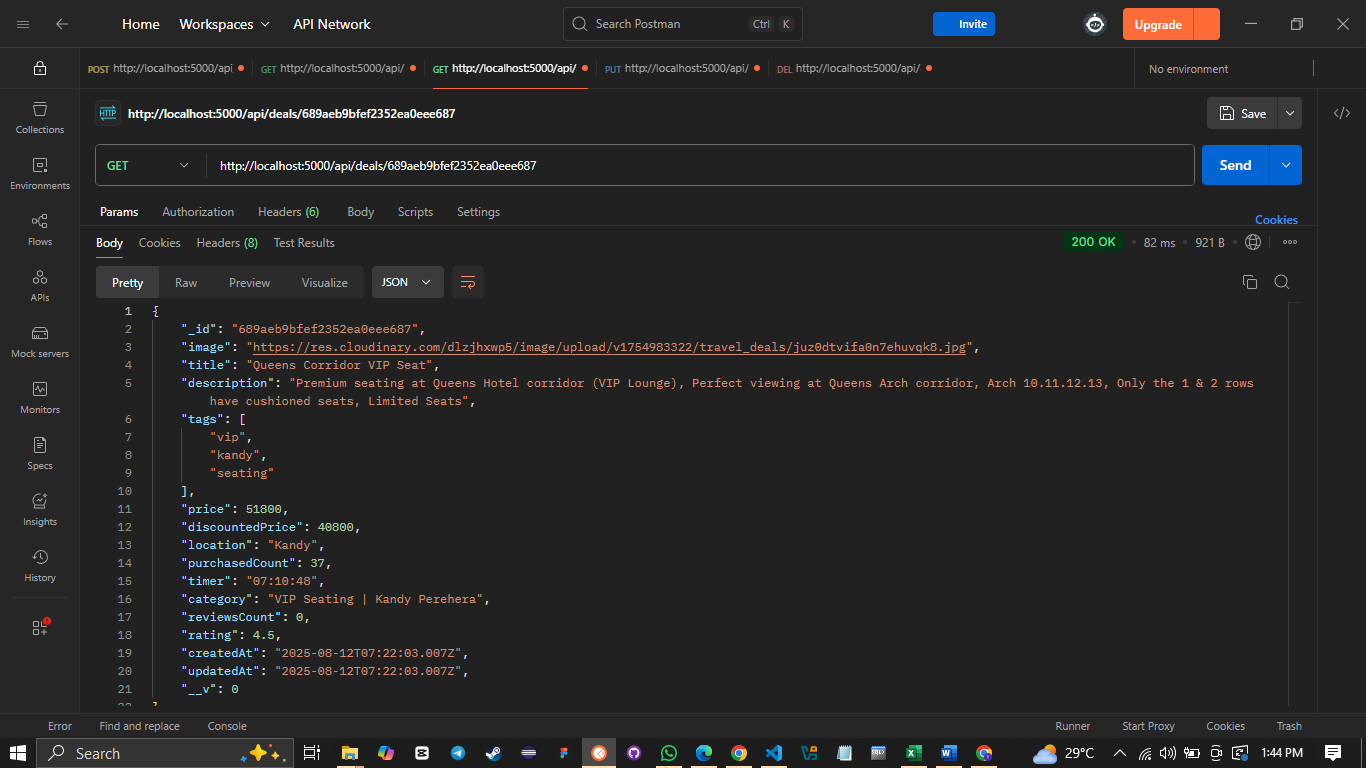 Home Workspaces API Network Search Postman Ctrl K Invite Upgrade
POST http://localhost:5000/api, GET http://localhost:5000/api/ GET http://localhost:5000/api/ PUT http://localhost:5000/api/ DEL http://localhost:5000/api/ No environment
HTTP http://localhost:5000/api/deals/689aeb9bfef2352ea0eee687 Save
GET http://localhost:5000/api/deals/689aeb9bfef2352ea0eee687 Send
Params Authorization Headers (6) Body Scripts Settings Cookies
Body Cookies Headers (8) Test Results 200 OK • 82 ms • 921 B
Pretty Raw Preview Visualize JSON
Collections
Environments
Flows
APIs
Mock servers
Monitors
Specs
Insights
History
1 {
2 "_id": "689aeb9bfef2352ea0eee687",
3 "image": "https://res.cloudinary.com/dlzjhxwp5/image/upload/v1754983322/travel_deals/juz0dtvifa0n7ehuvqk8.jpg",
4 "title": "Queens Corridor VIP Seat",
5 "description": "Premium seating at Queens Hotel corridor (VIP Lounge), Perfect viewing at Queens Arch corridor, Arch 10.11.12.13, Only the 1 & 2 rows
have cushioned seats, Limited Seats",
6 "tags": [
7 "vip",
8 "kandy",
9 "seating"
10 ],
11 "price": 51800,
12 "discountedPrice": 40800,
13 "location": "Kandy",
14 "purchasedCount": 37,
15 "timer": "07:10:48",
16 "category": "VIP Seating | Kandy Perehera",
17 "reviewsCount": 0,
18 "rating": 4.5,
19 "createdAt": "2025-08-12T07:22:03.007Z",
20 "updatedAt": "2025-08-12T07:22:03.007Z",
21 "__v": 0
Error Find and replace Console Runner Start Proxy Cookies Trash
Search 29°C 1:44 PM